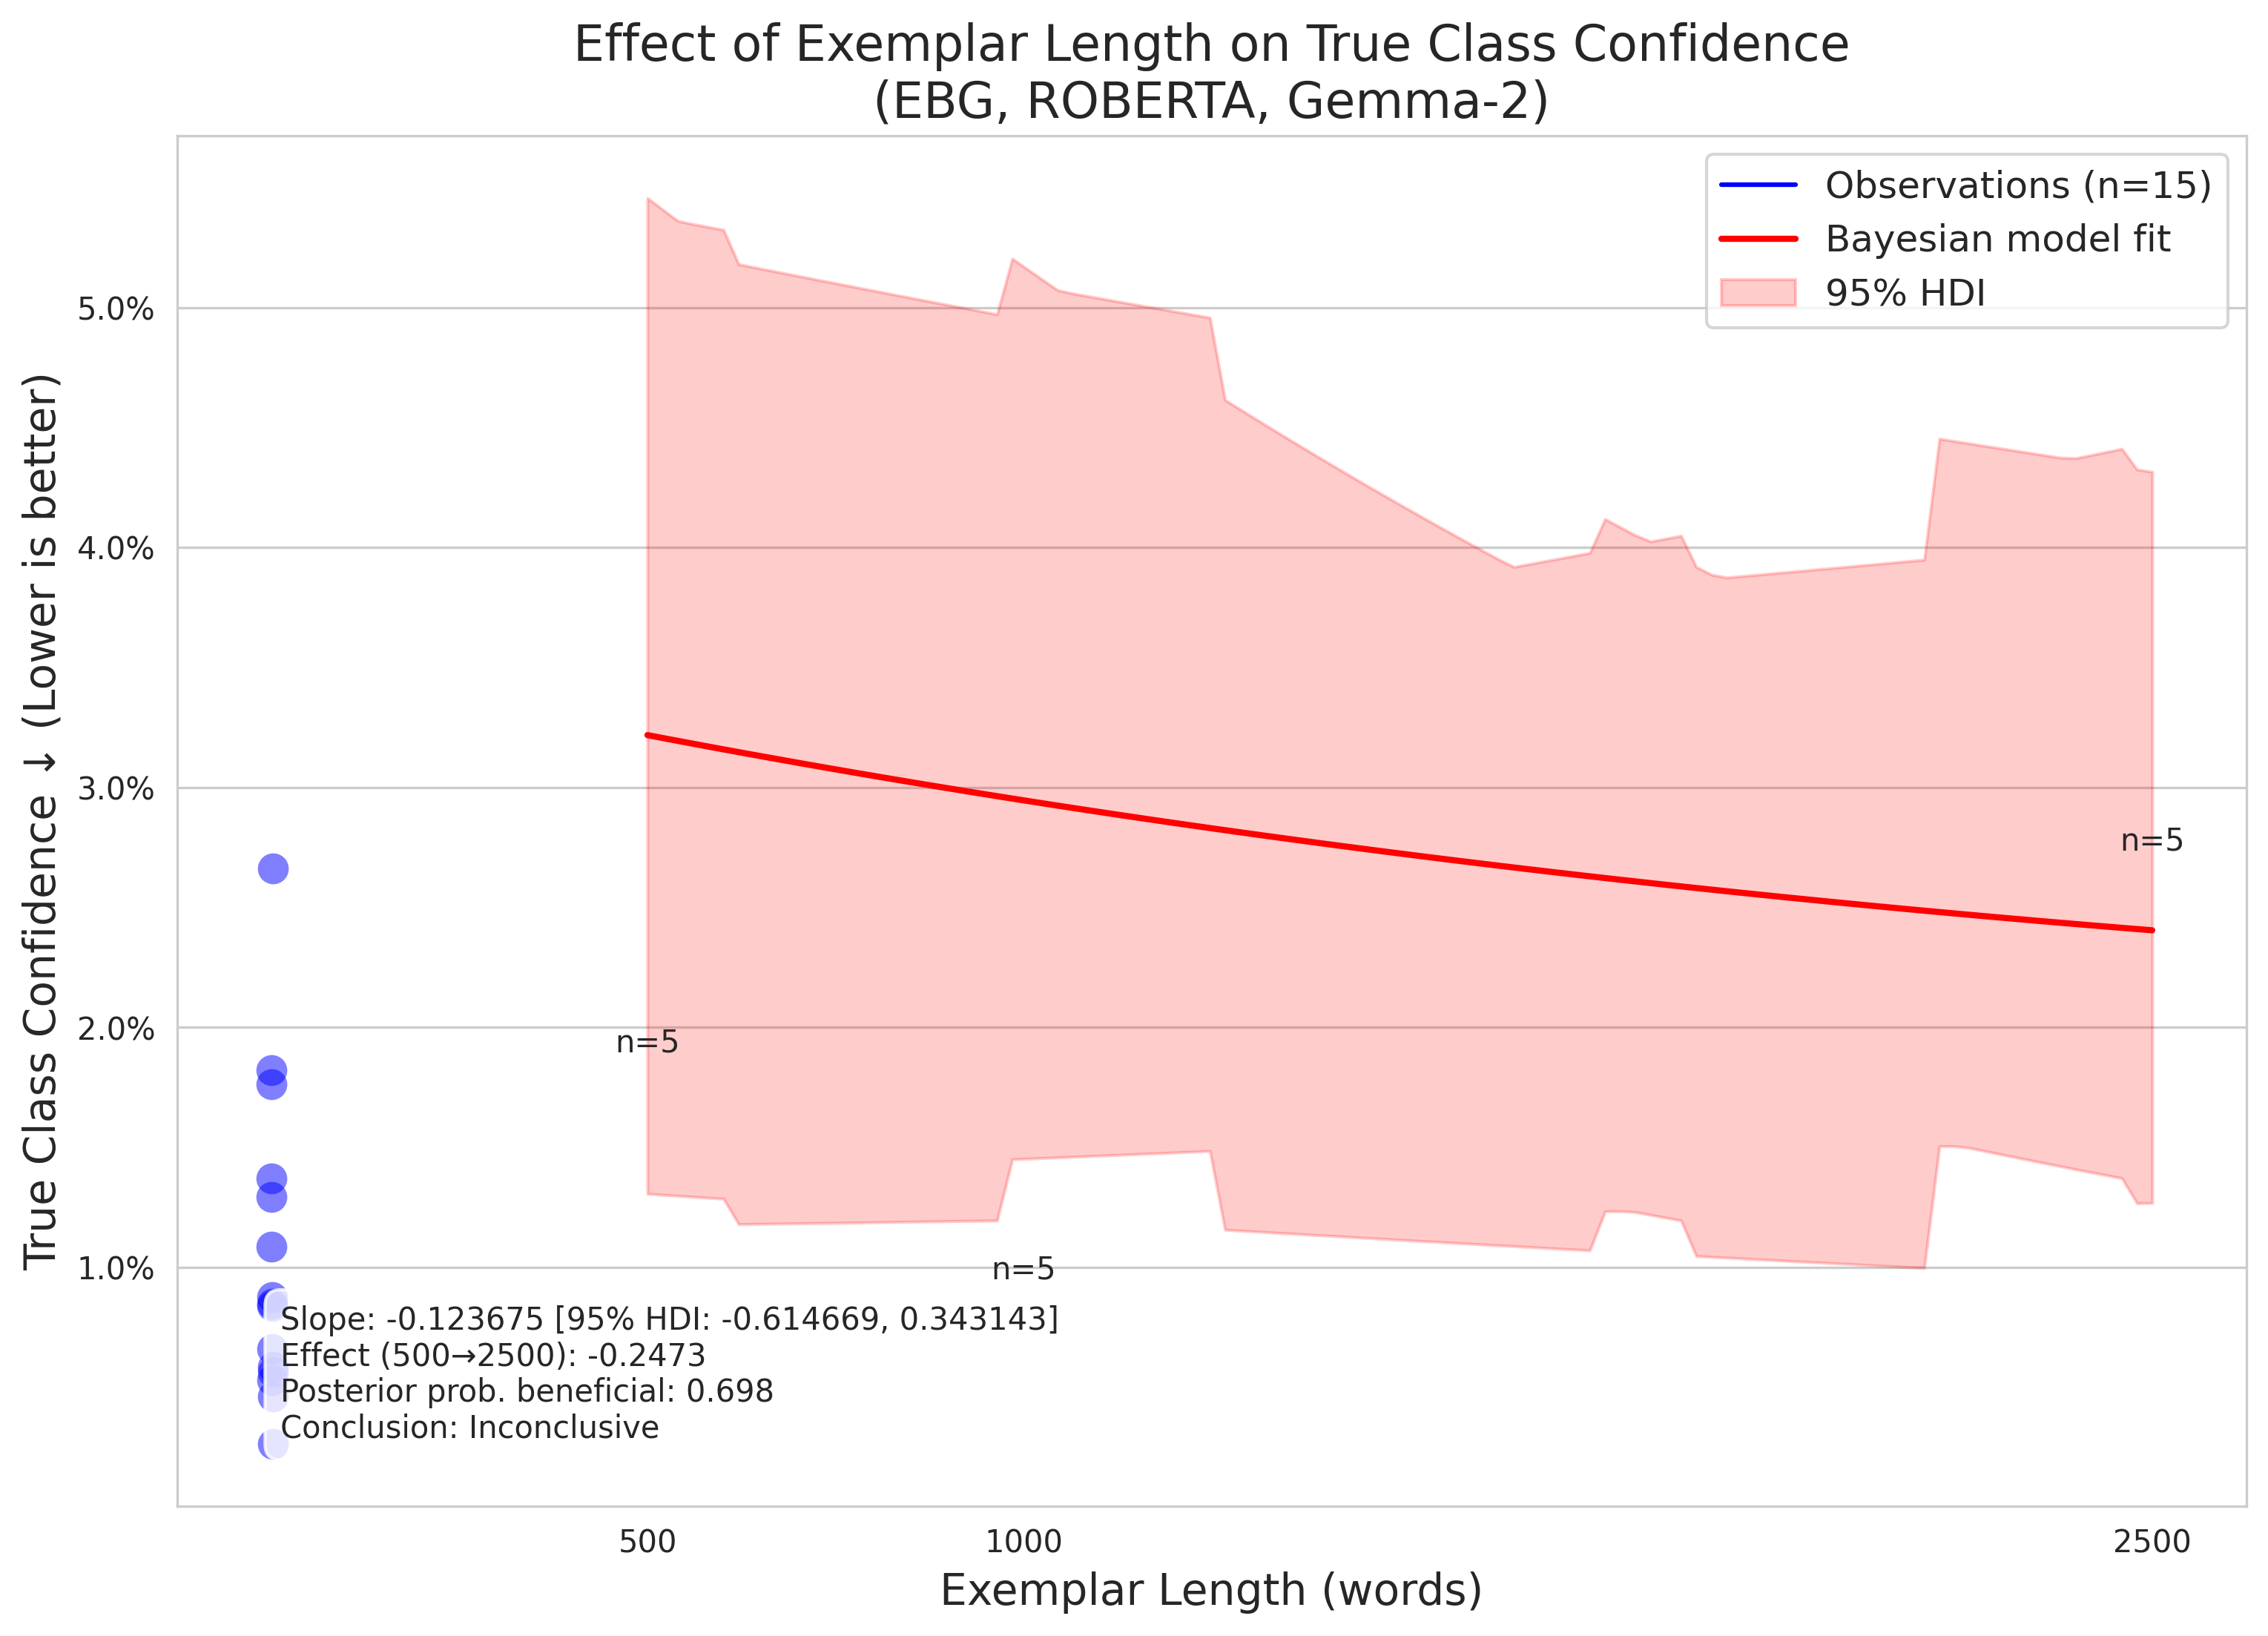 Effect of Exemplar Length on True Class Confidence
(EBG, ROBERTA, Gemma-2)
Observations (n=15)
Bayesian model fit
95% HDI
True Class Confidence ↓ (Lower is better)
5.0%
4.0%
3.0%
2.0%
1.0%
n=5
n=5
n=5
Slope: -0.123675 [95% HDI: -0.614669, 0.343143]
Effect (500→2500): -0.2473
Posterior prob. beneficial: 0.698
Conclusion: Inconclusive
500
1000
2500
Exemplar Length (words)